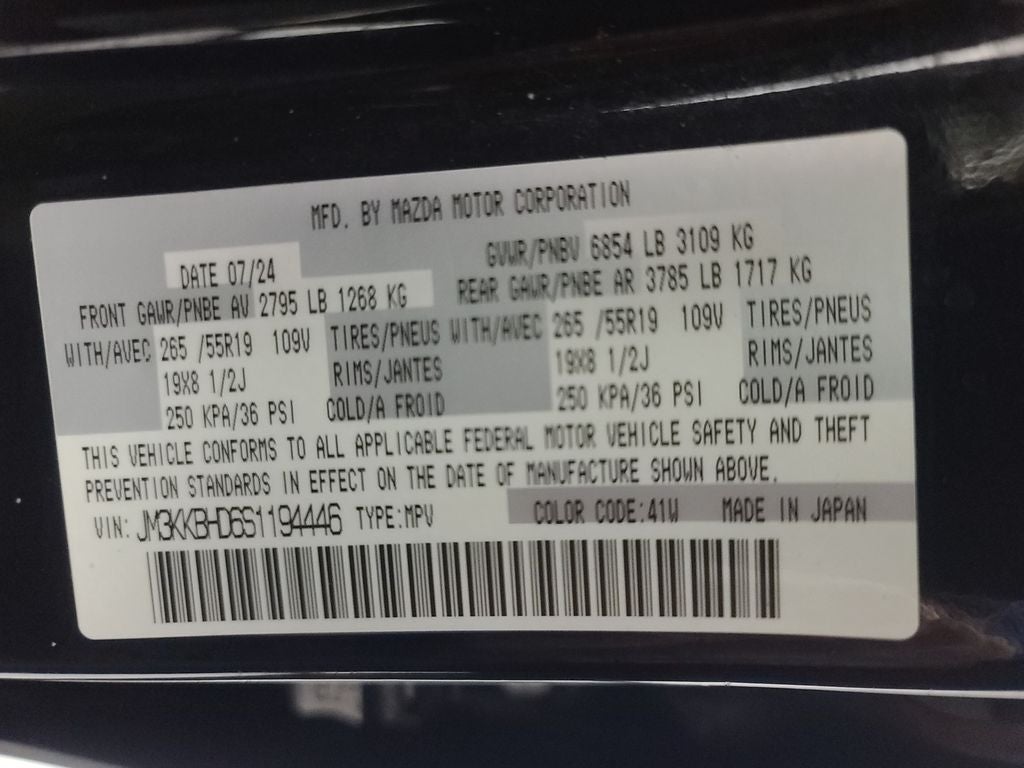 MFD. BY MAZDA MOTOR CORPORATION
DATE 07/24 GVWR/PNBV 6854 LB 3109 KG
FRONT GAWR/PNBE AV 2795 LB 1268 KG REAR GAWR/PNBE AR 3785 LB 1717 KG
WITH/AVEC 265 /55R19 109V TIRES/PNEUS WITH/AVEC 265 /55R19 109V TIRES/PNEUS
19X8 1/2J RIMS/JANTES 19X8 1/2J RIMS/JANTES
250 KPA/36 PSI COLD/A FROID 250 KPA/36 PSI COLD/A FROID
THIS VEHICLE CONFORMS TO ALL APPLICABLE FEDERAL MOTOR VEHICLE SAFETY AND THEFT
PREVENTION STANDARDS IN EFFECT ON THE DATE OF MANUFACTURE SHOWN ABOVE.
VIN: JM3KKBHD6S1194446 TYPE:MPV COLOR CODE:41W MADE IN JAPAN